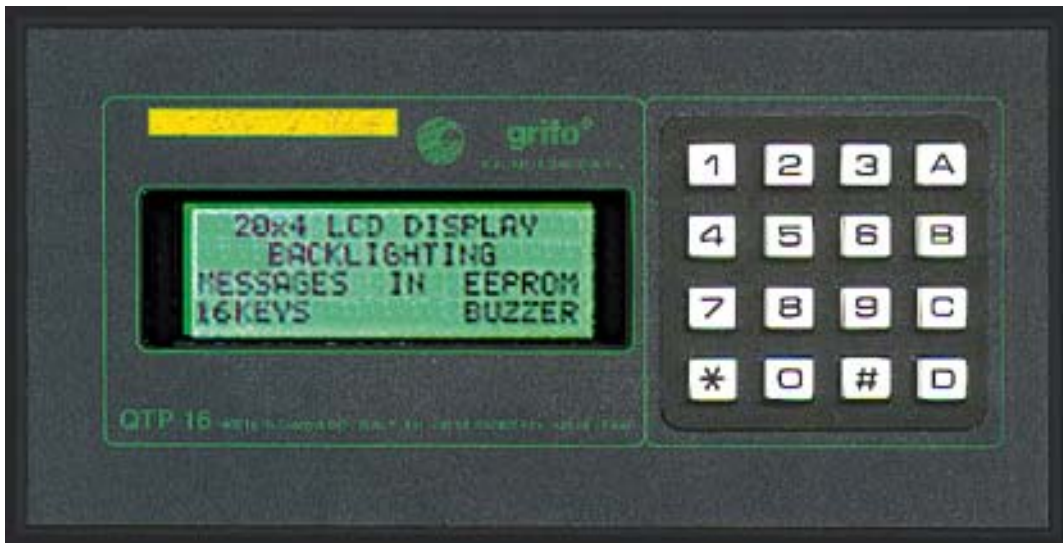 grifo®
20x4 LCD DISPLAY
BACKLIGHTING
MESSAGES IN EEPROM
16KEYS BUZZER
QTP 16
1 2 3 A
4 5 6 B
7 8 9 C
* 0 # D